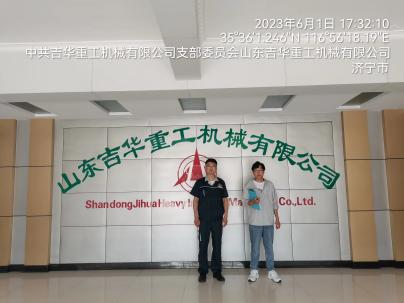 2023年6月1日 17:32:10
35°36′1.246″N 116°56′18.19″E
中共吉华重工机械有限公司支部委员会山东吉华重工机械有限公司
济宁市
山东吉华重工机械有限公司
ShandongJihuaHeavy In Ma Co.,Ltd.